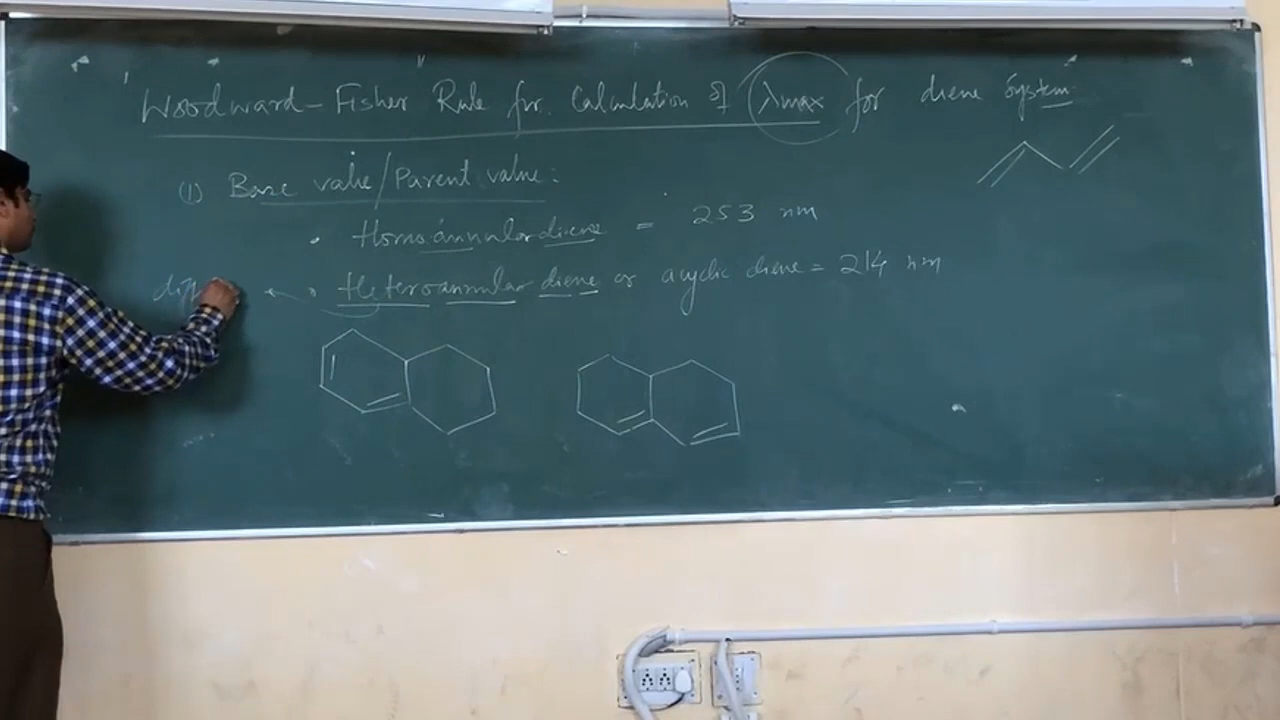 Woodward-Fisher Rule for Calculation of λmax for diene system
(1) Base value/Parent value:
• Homoannular diene = 253 nm
• Heteroannular diene or acyclic diene = 214 nm